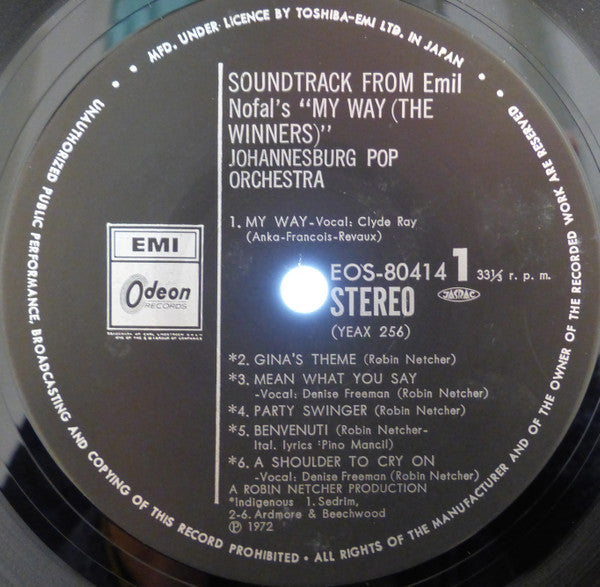 UNAUTHORIZED PUBLIC PERFORMANCE, BROADCASTING AND COPYING OF THIS RECORD PROHIBITED • ALL RIGHTS OF THE MANUFACTURER AND OF THE OWNER OF THE RECORDED WORK ARE RESERVED
• MFD. UNDER LICENCE BY TOSHIBA-EMI LTD. IN JAPAN •
SOUNDTRACK FROM Emil
Nofal's "MY WAY (THE
WINNERS)"
JOHANNESBURG POP
ORCHESTRA
1. MY WAY-Vocal: Clyde Ray
(Anka-Francois-Revaux)
EMI
Odeon
RECORDS
EOS-80414 1 33⅓ r. p. m.
STEREO JASRAC
(YEAX 256)
*2. GINA'S THEME (Robin Netcher)
*3. MEAN WHAT YOU SAY
-Vocal: Denise Freeman (Robin Netcher)
*4. PARTY SWINGER (Robin Netcher)
*5. BENVENUTI (Robin Netcher-
Ital. lyrics :Pino Mancil)
*6. A SHOULDER TO CRY ON
-Vocal: Denise Freeman (Robin Netcher)
A ROBIN NETCHER PRODUCTION
*Indigenous 1. Sedrim,
2-6. Ardmore & Beechwood
Ⓟ 1972